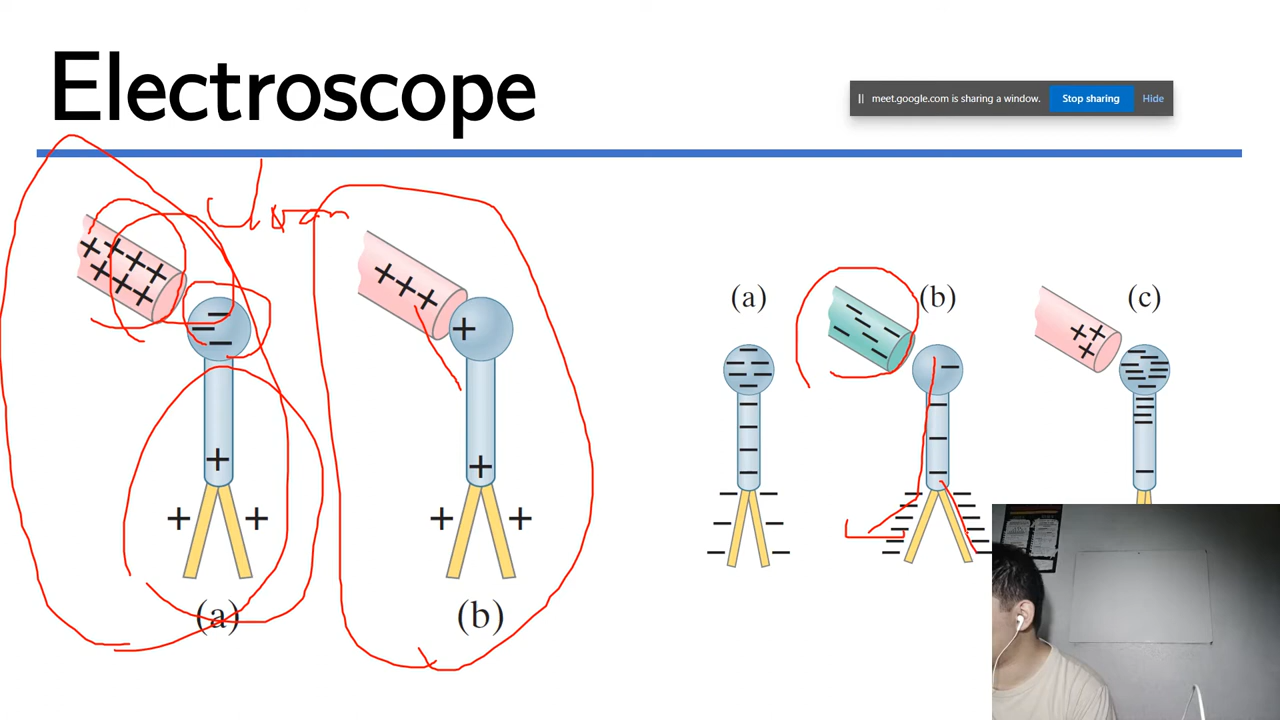 Electroscope
meet.google.com is sharing a window. Stop sharing Hide
(a) (b) (c)
(a) (b)